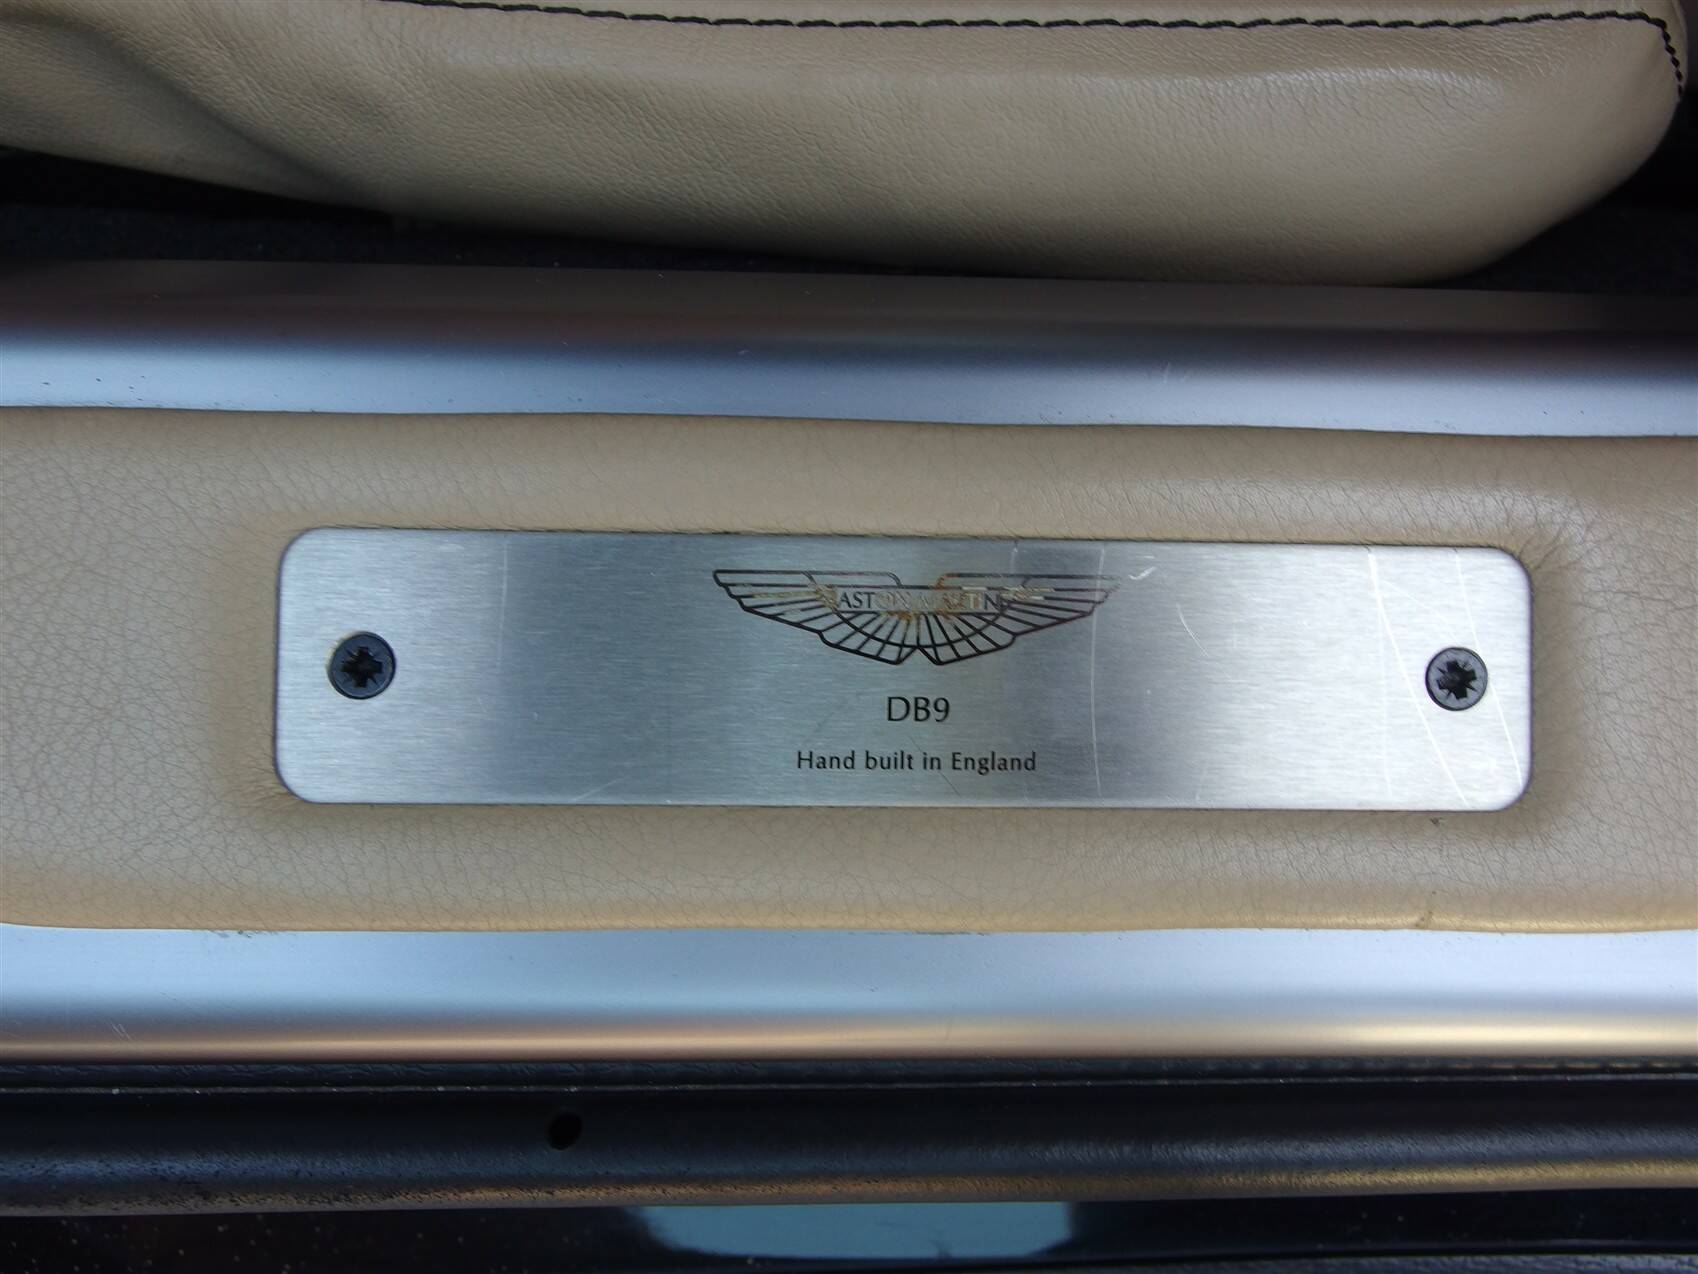 ASTON MARTIN
DB9
Hand built in England